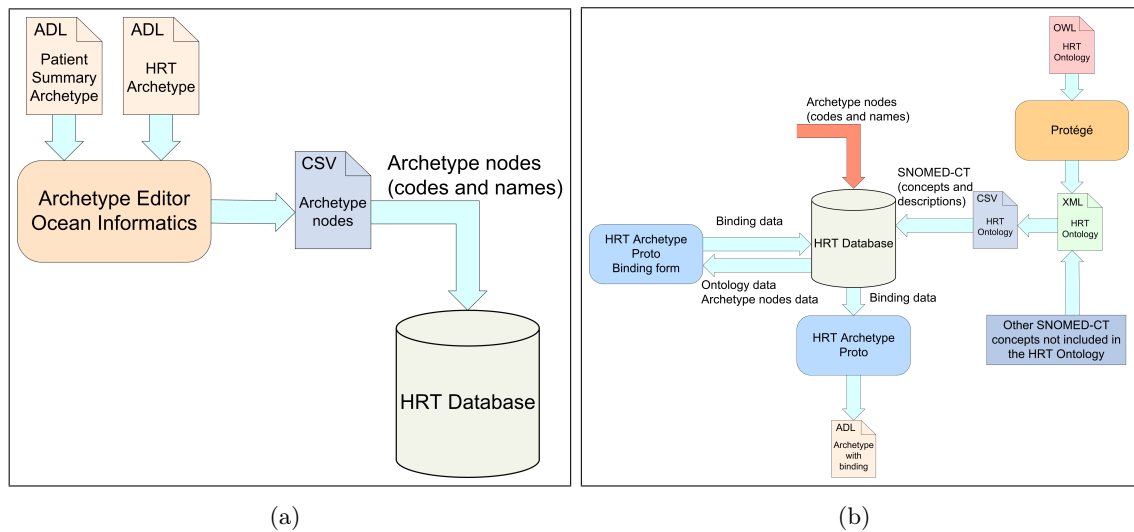 ADL
Patient
Summary
Archetype
ADL
HRT
Archetype
Archetype Editor
Ocean Informatics
CSV
Archetype
nodes
Archetype nodes
(codes and names)
HRT Database
(a)
OWL
HRT
Ontology
Protégé
Archetype nodes
(codes and names)
SNOMED-CT
(concepts and
descriptions)
CSV
HRT
Ontology
XML
HRT
Ontology
HRT Database
Binding data
HRT Archetype
Proto
Binding form
Ontology data
Archetype nodes data
Binding data
HRT Archetype
Proto
Other SNOMED-CT
concepts not included in
the HRT Ontology
ADL
Archetype
with
binding
(b)